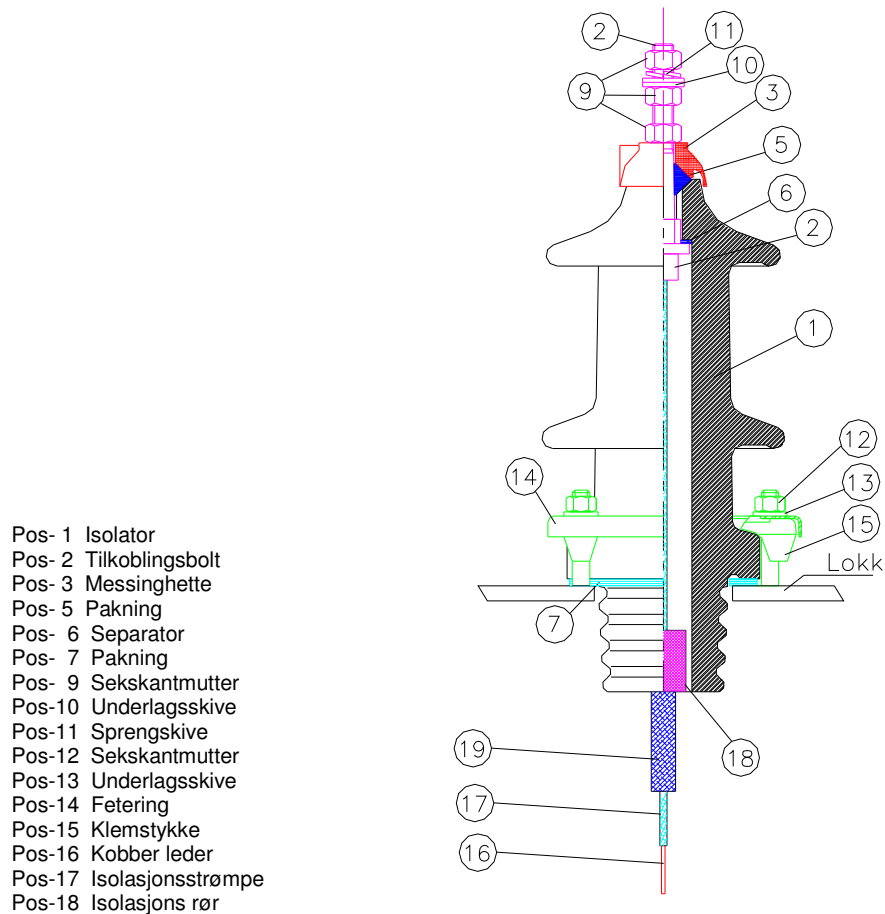 2
11
10
9
3
5
6
2
1
12
14
13
15
Lokk
7
19
18
17
16
Pos- 1 Isolator
Pos- 2 Tilkoblingsbolt
Pos- 3 Messinghette
Pos- 5 Pakning
Pos- 6 Separator
Pos- 7 Pakning
Pos- 9 Sekskantmutter
Pos-10 Underlagsskive
Pos-11 Sprengskive
Pos-12 Sekskantmutter
Pos-13 Underlagsskive
Pos-14 Fetering
Pos-15 Klemstykke
Pos-16 Kobber leder
Pos-17 Isolasjonsstrømpe
Pos-18 Isolasjons rør